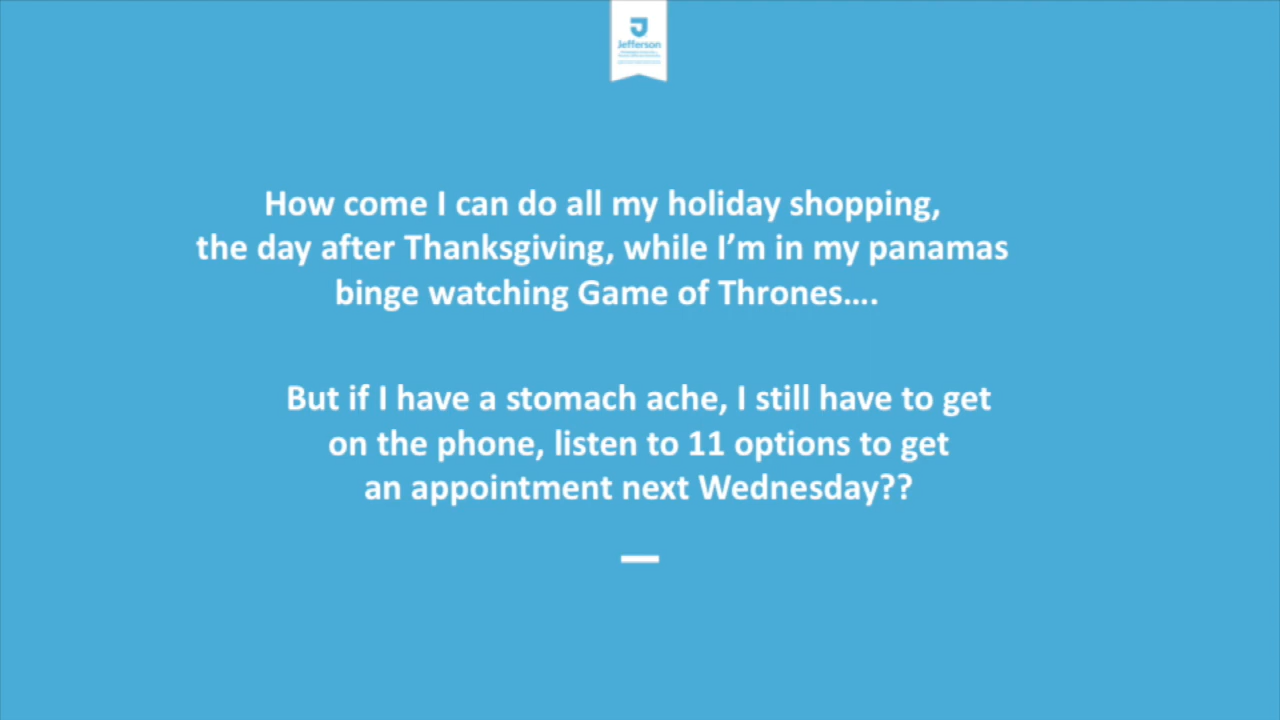 Jefferson
How come I can do all my holiday shopping,
the day after Thanksgiving, while I’m in my panamas
binge watching Game of Thrones….
But if I have a stomach ache, I still have to get
on the phone, listen to 11 options to get
an appointment next Wednesday??